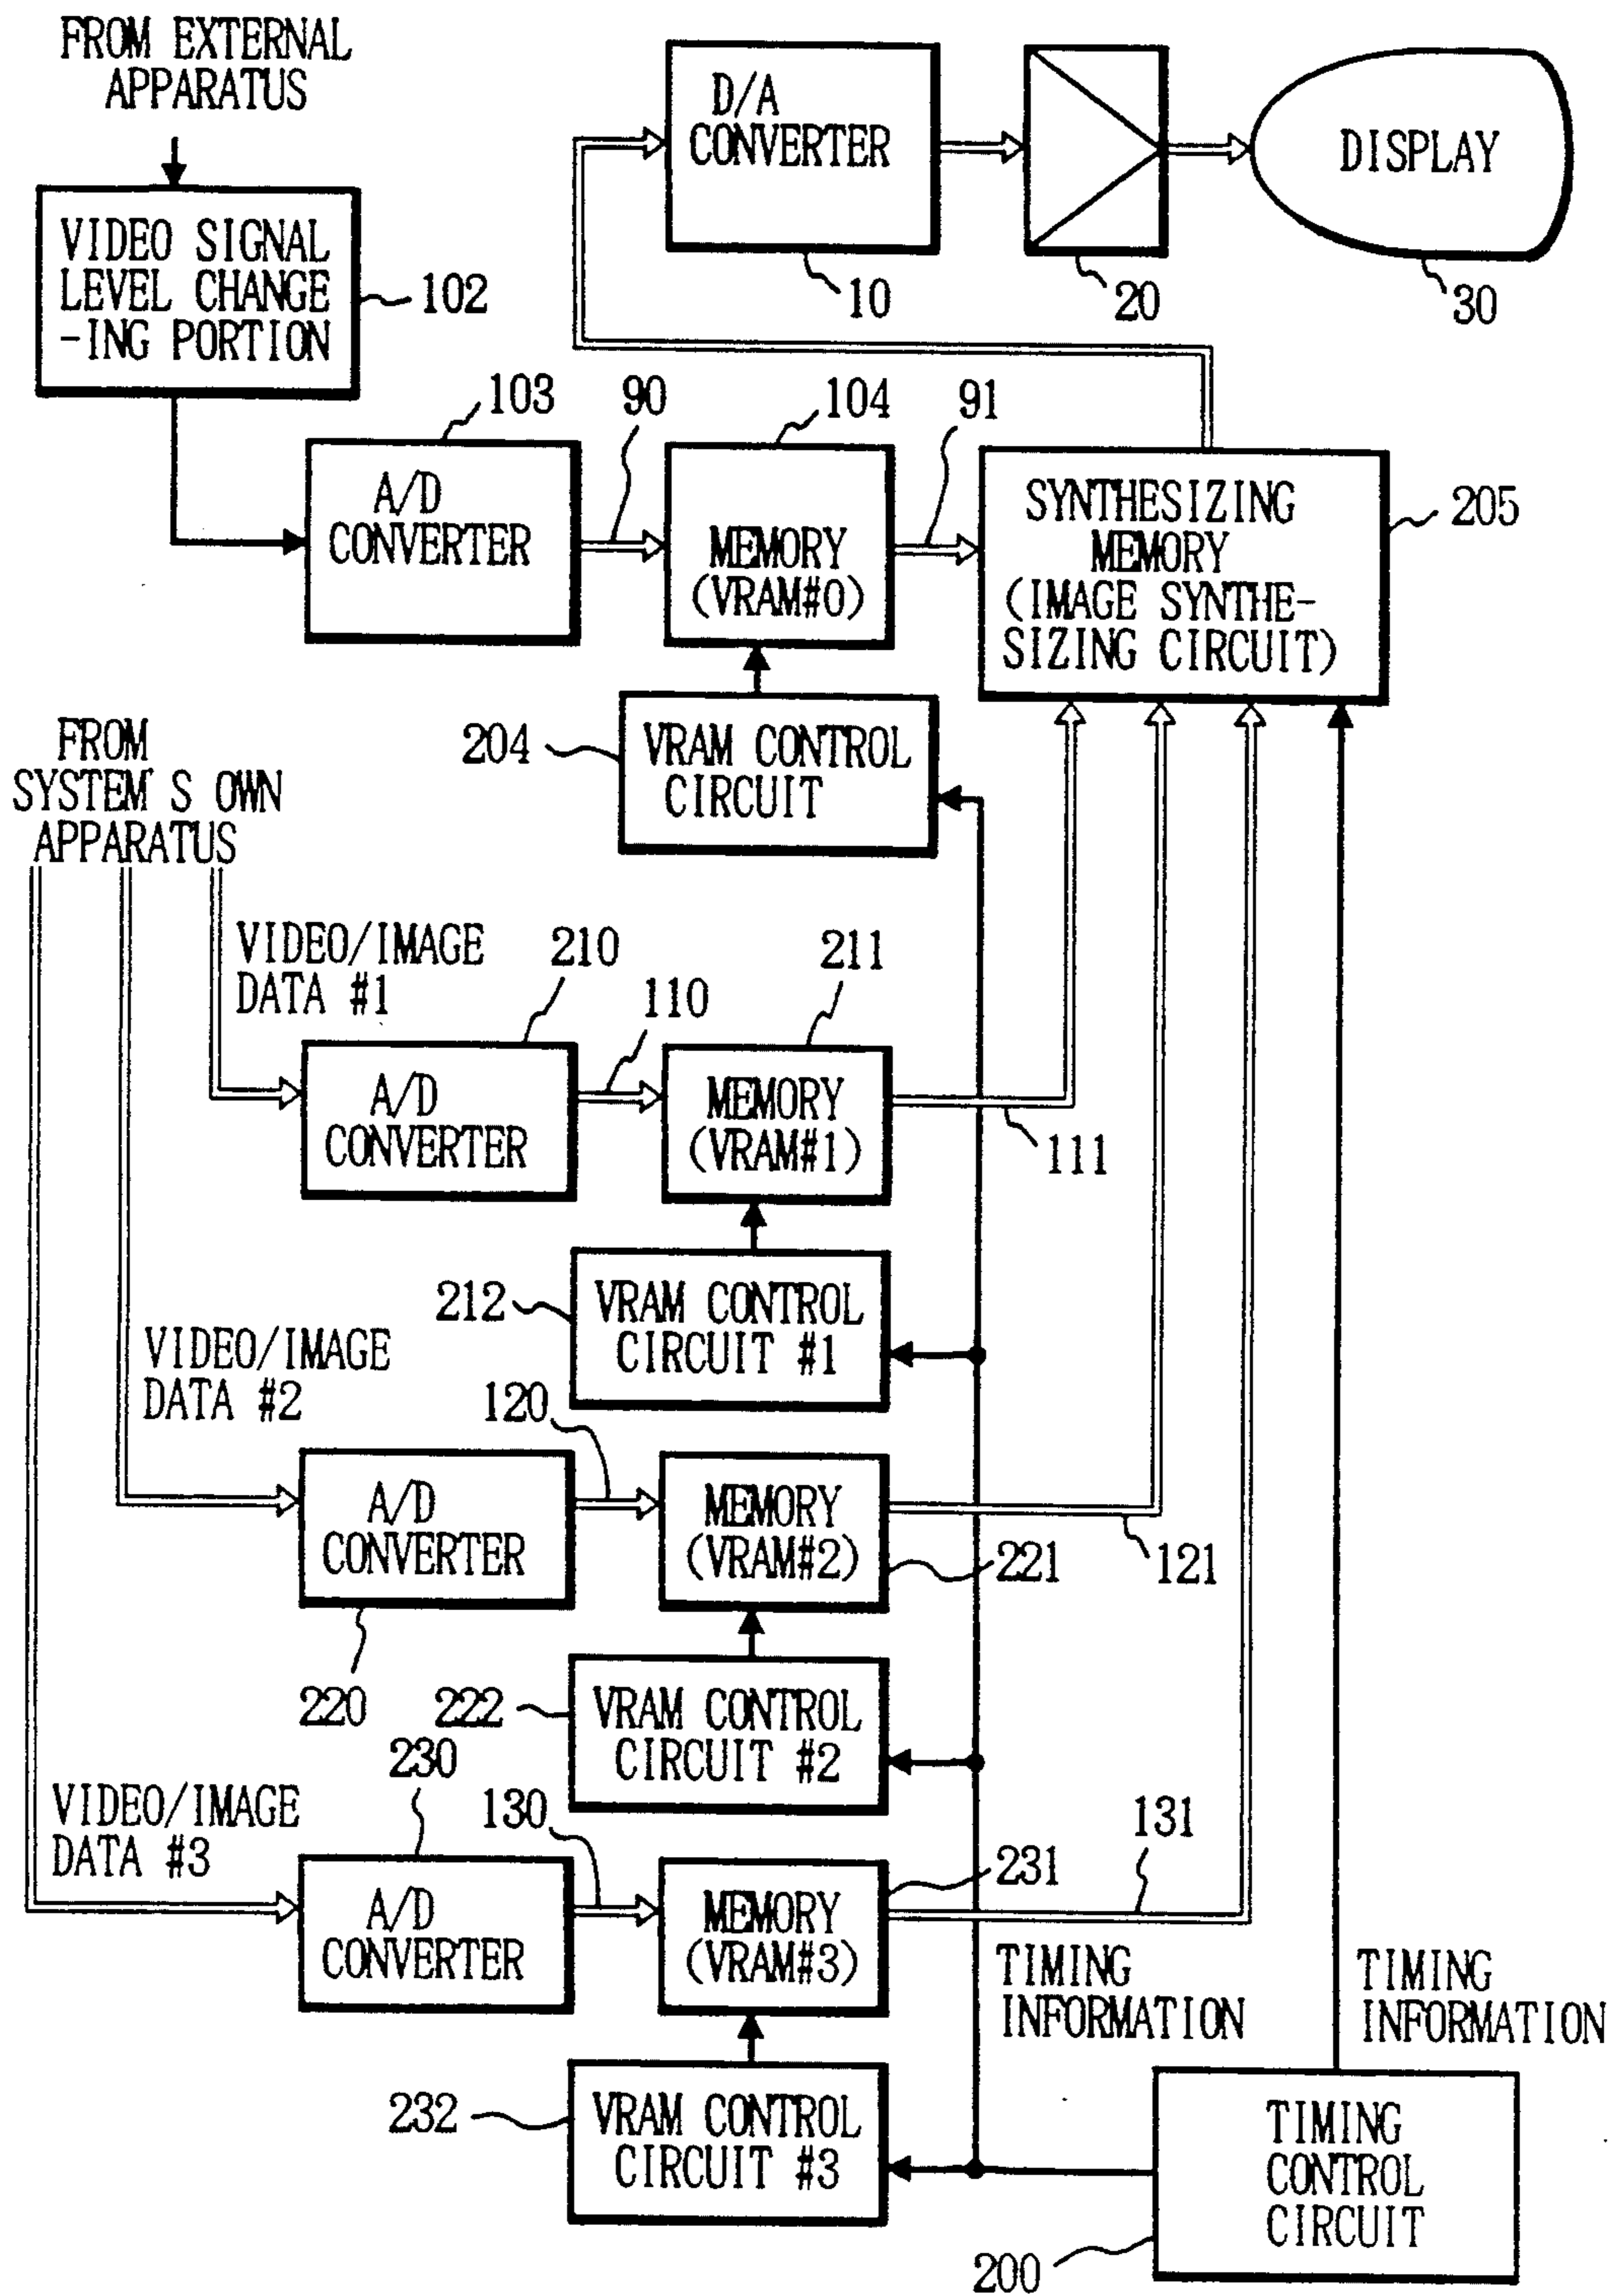 FROM EXTERNAL
APPARATUS
D/A
CONVERTER
DISPLAY
10
20
30
VIDEO SIGNAL
LEVEL CHANGE
-ING PORTION
102
103
90
104
91
A/D
CONVERTER
MEMORY
(VRAM#0)
SYNTHESIZING
MEMORY
(IMAGE SYNTHE-
SIZING CIRCUIT)
205
204
VRAM CONTROL
CIRCUIT
FROM
SYSTEM'S OWN
APPARATUS
VIDEO/IMAGE
DATA #1
210
110
211
A/D
CONVERTER
MEMORY
(VRAM#1)
111
212
VRAM CONTROL
CIRCUIT #1
VIDEO/IMAGE
DATA #2
120
A/D
CONVERTER
MEMORY
(VRAM#2)
221
121
220
222
VRAM CONTROL
CIRCUIT #2
230
VIDEO/IMAGE
DATA #3
130
131
231
A/D
CONVERTER
MEMORY
(VRAM#3)
TIMING
INFORMATION
TIMING
INFORMATION
232
VRAM CONTROL
CIRCUIT #3
TIMING
CONTROL
CIRCUIT
200